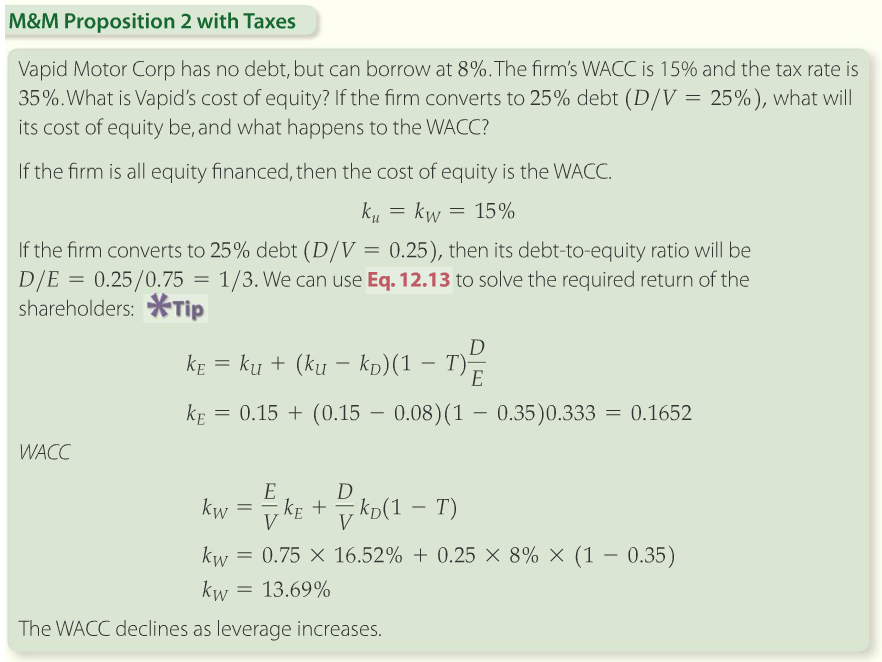 M&M Proposition 2 with Taxes
Vapid Motor Corp has no debt, but can borrow at 8%. The firm's WACC is 15% and the tax rate is
35%. What is Vapid's cost of equity? If the firm converts to 25% debt (D/V = 25%), what will
its cost of equity be, and what happens to the WACC?
If the firm is all equity financed, then the cost of equity is the WACC.
k_u = k_W = 15%
If the firm converts to 25% debt (D/V = 0.25), then its debt-to-equity ratio will be
D/E = 0.25/0.75 = 1/3. We can use Eq. 12.13 to solve the required return of the
shareholders: *Tip
k_E = k_U + (k_U − k_D)(1 − T) D/E
k_E = 0.15 + (0.15 − 0.08)(1 − 0.35)0.333 = 0.1652
WACC
k_W = E/V k_E + D/V k_D(1 − T)
k_W = 0.75 × 16.52% + 0.25 × 8% × (1 − 0.35)
k_W = 13.69%
The WACC declines as leverage increases.